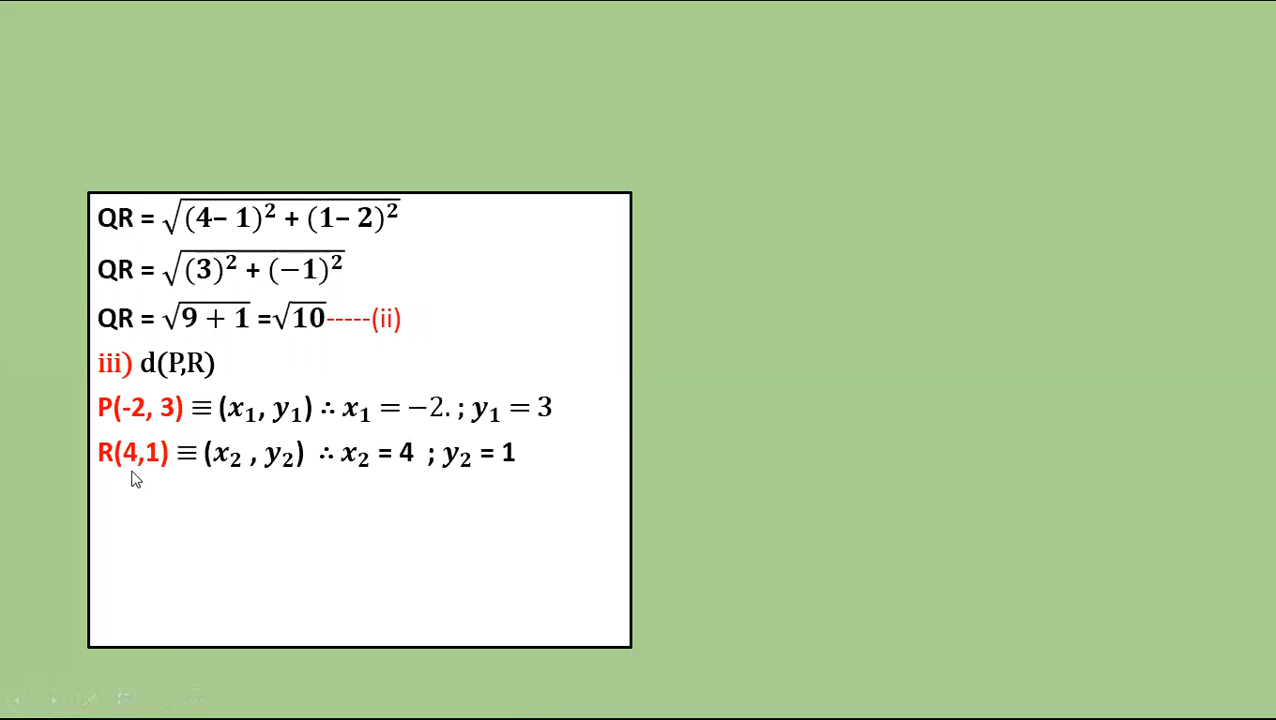 QR = √(4– 1)² + (1– 2)²
QR = √(3)² + (−1)²
QR = √9 + 1 =√10-----(ii)
iii) d(P,R)
P(-2, 3) ≡ (x₁, y₁) ∴ x₁ = −2. ; y₁ = 3
R(4,1) ≡ (x₂ , y₂) ∴ x₂ = 4 ; y₂ = 1